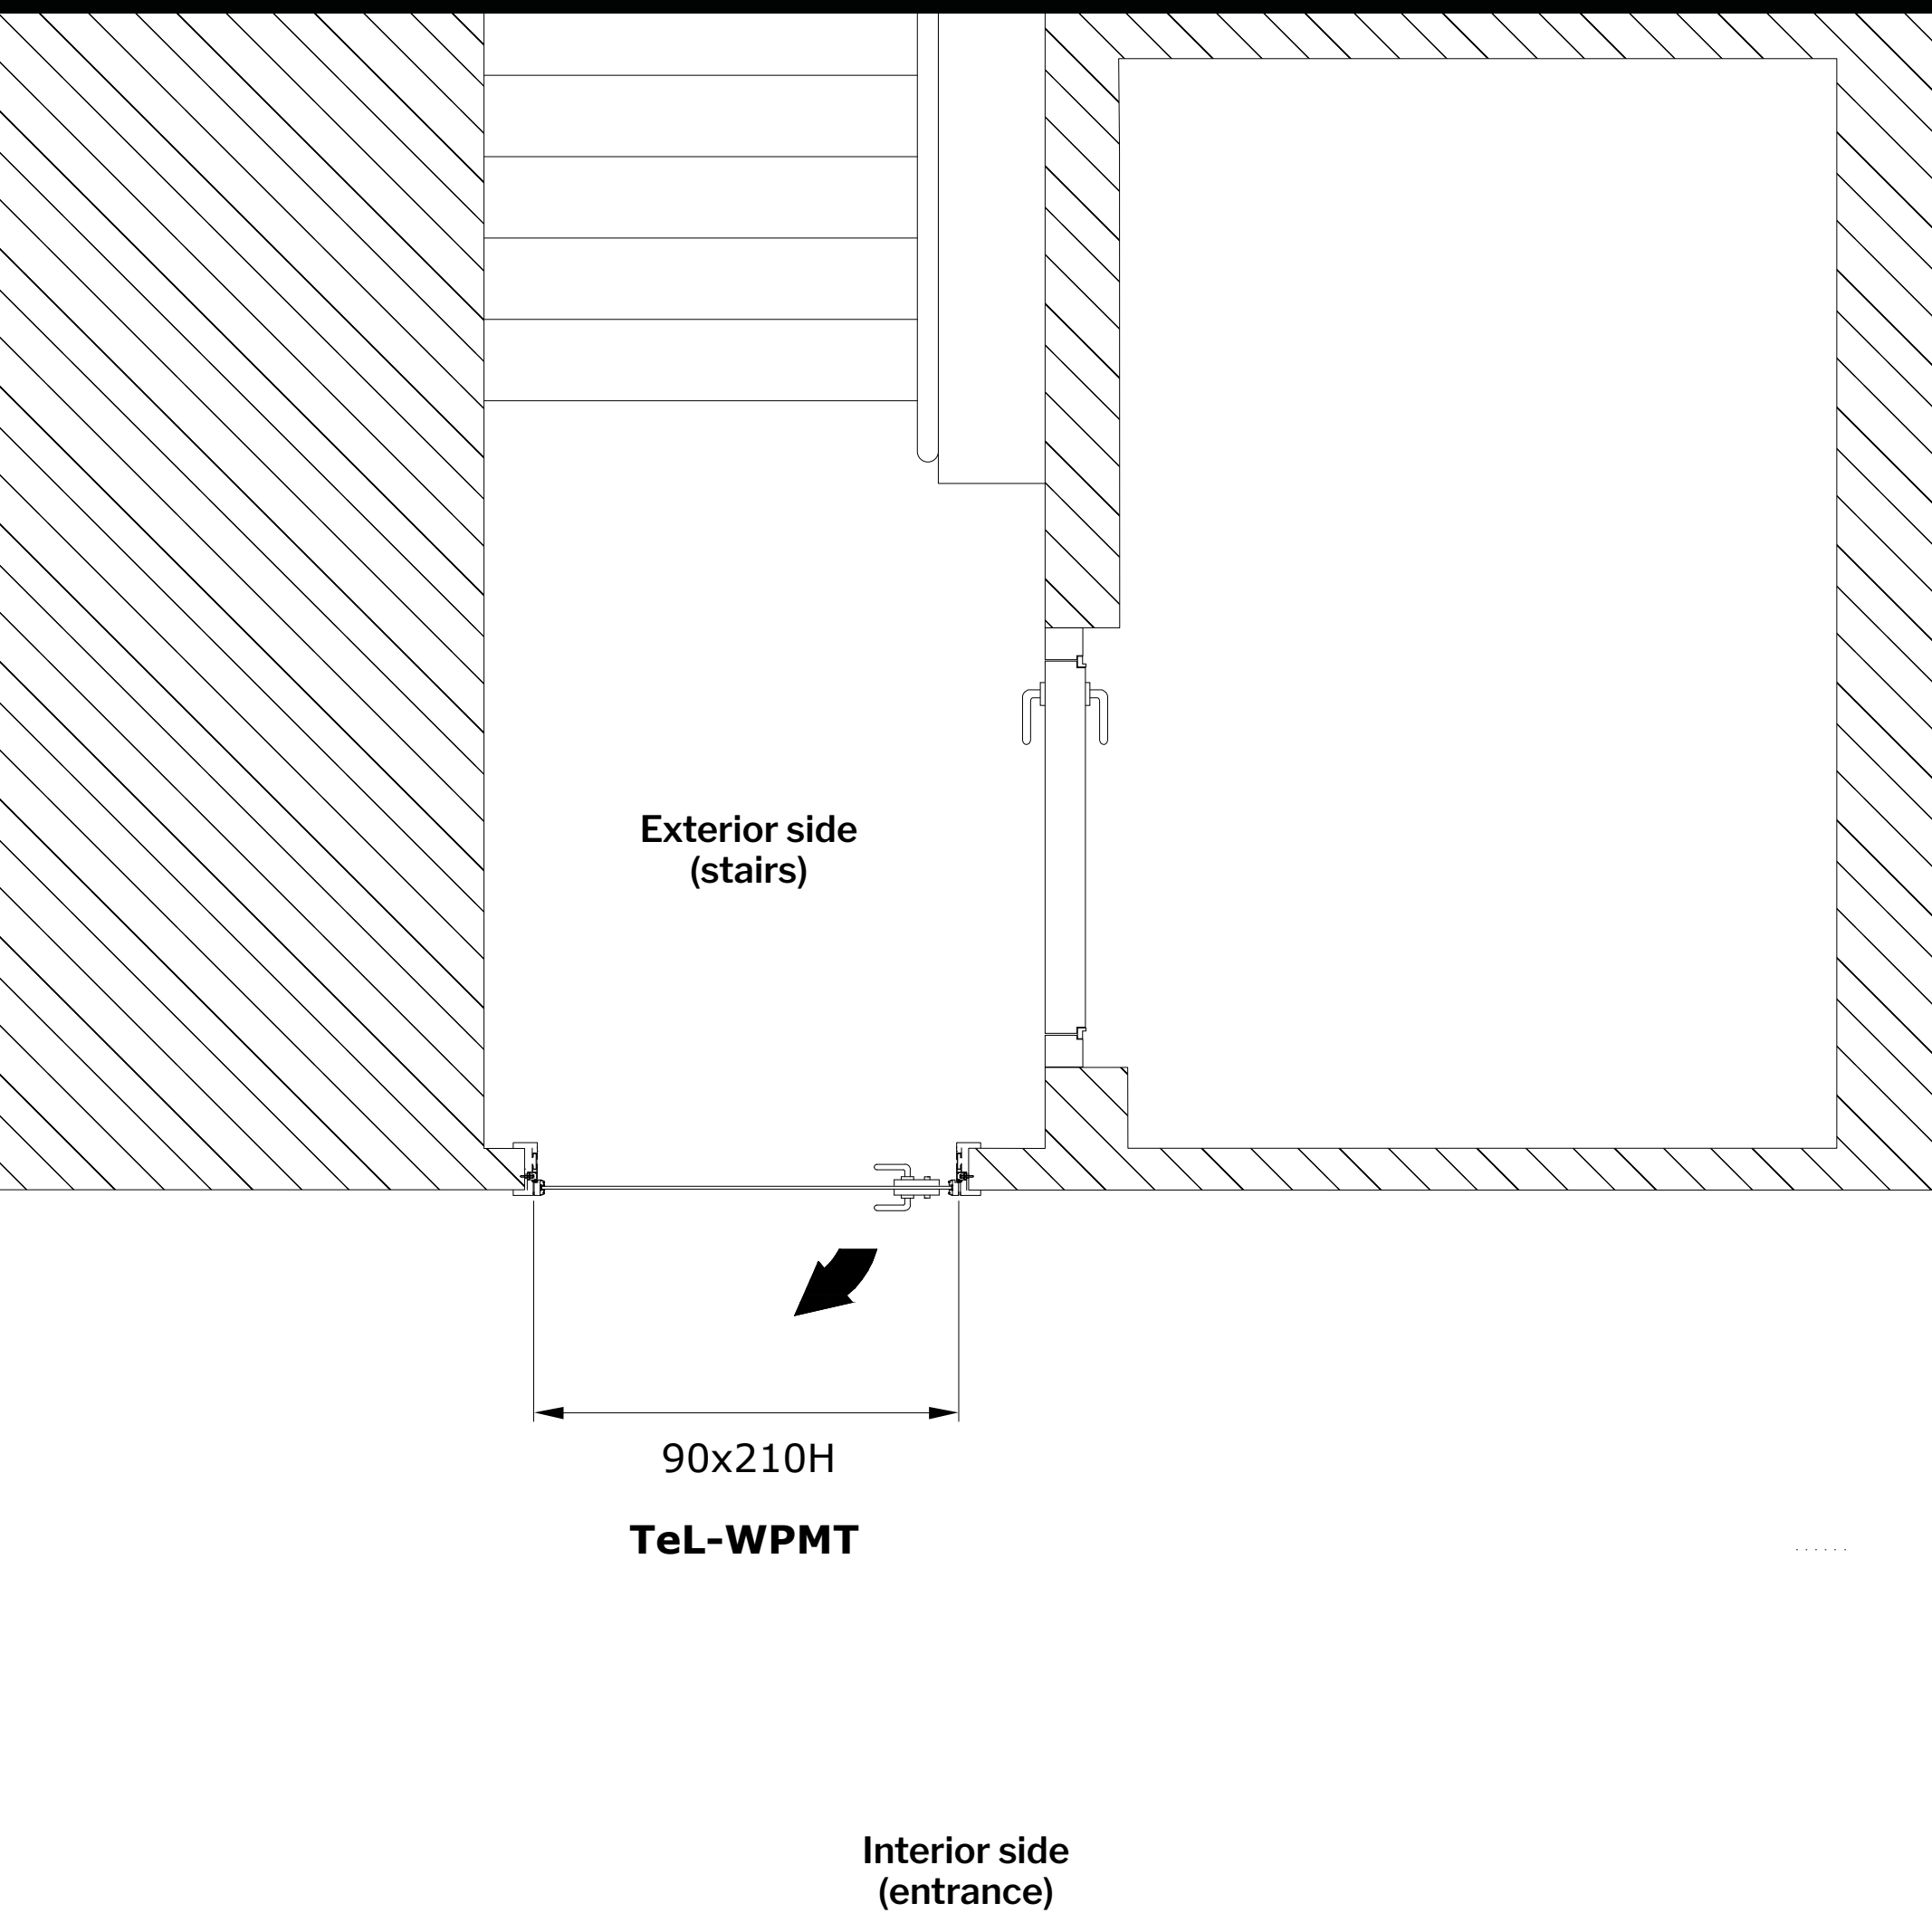 Exterior side
(stairs)
90x210H
TeL-WPMT
Interior side
(entrance)